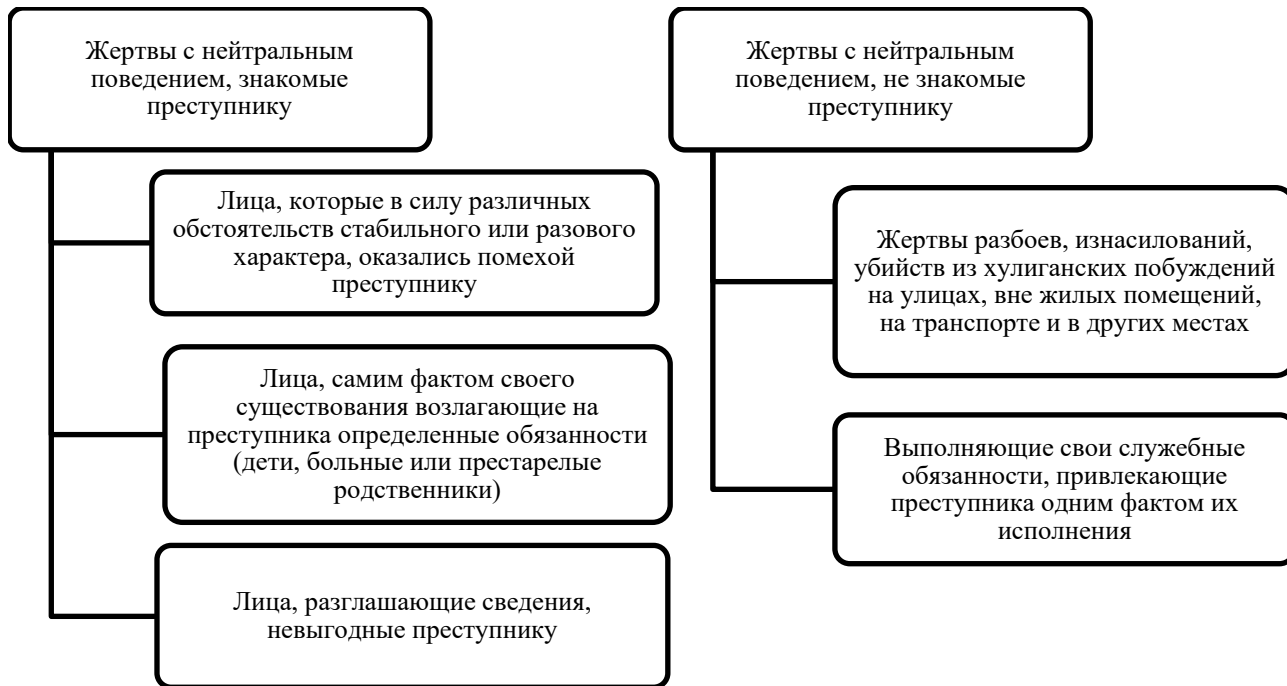 Жертвы с нейтральным
поведением, знакомые
преступнику
Лица, которые в силу различных
обстоятельств стабильного или разового
характера, оказались помехой
преступнику
Лица, самим фактом своего
существования возлагающие на
преступника определенные обязанности
(дети, больные или престарелые
родственники)
Лица, разглашающие сведения,
невыгодные преступнику
Жертвы с нейтральным
поведением, не знакомые
преступнику
Жертвы разбоев, изнасилований,
убийств из хулиганских побуждений
на улицах, вне жилых помещений,
на транспорте и в других местах
Выполняющие свои служебные
обязанности, привлекающие
преступника одним фактом их
исполнения